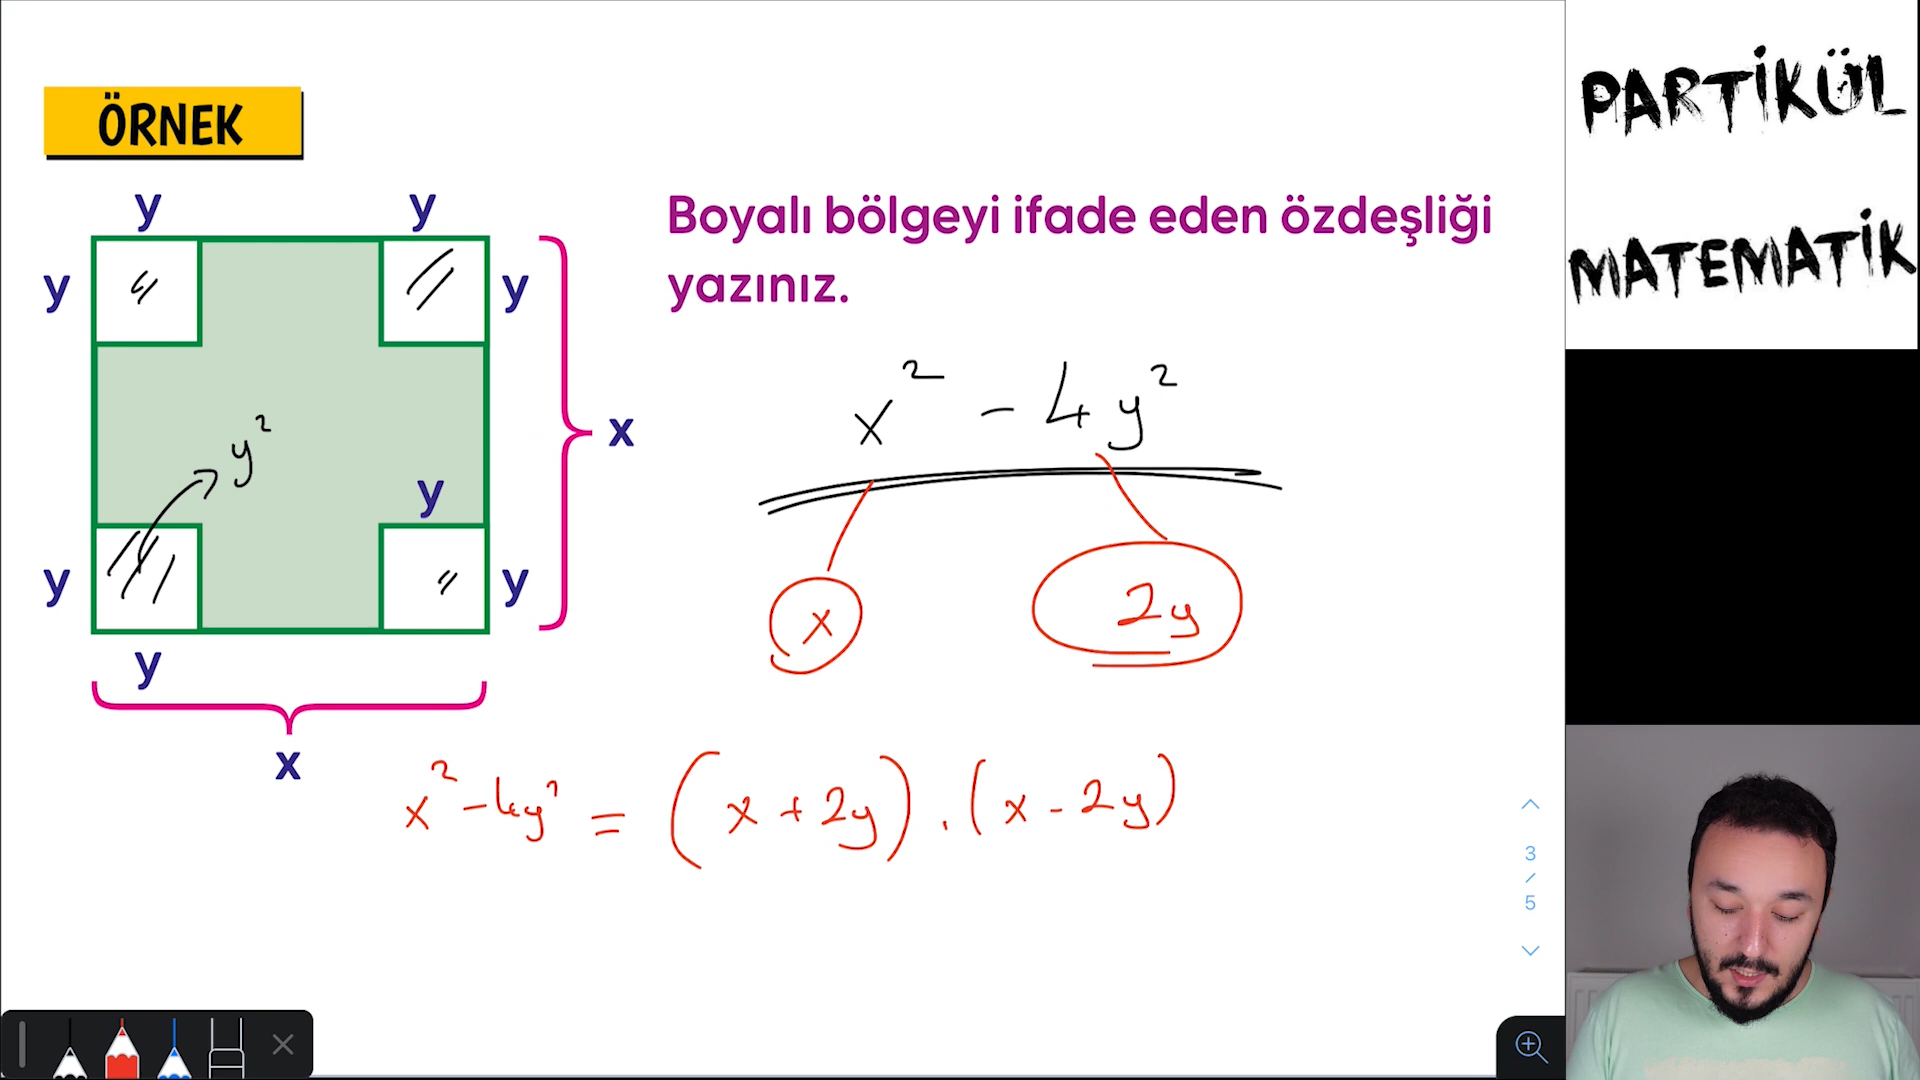 ÖRNEK
PARTİKÜL
MATEMATİK
y y
y y
Boyalı bölgeyi ifade eden özdeşliği
yazınız.
x² - 4y²
x
y²
y
y y
y
x
x 2y
x² - 4y² = (x + 2y) . (x - 2y)
3
/
5